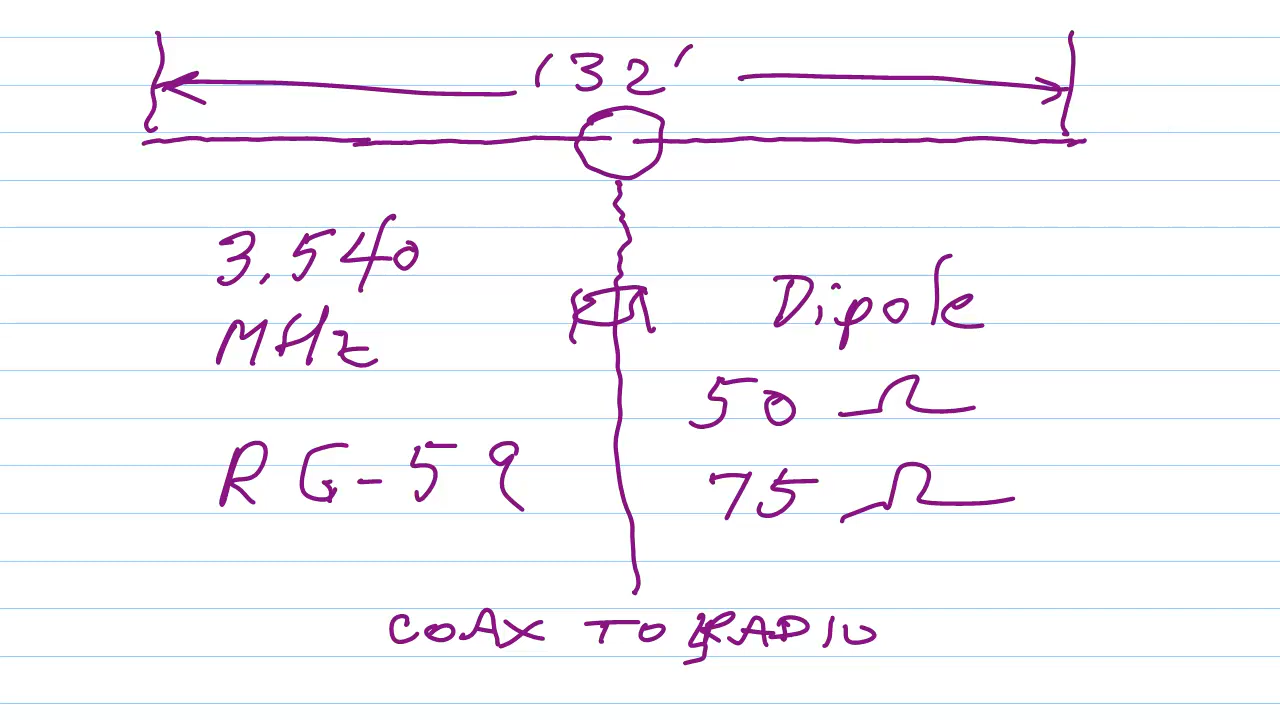 132'
3.540
MHz
RG-59
Dipole
50 Ω
75 Ω
COAX TO RADIO